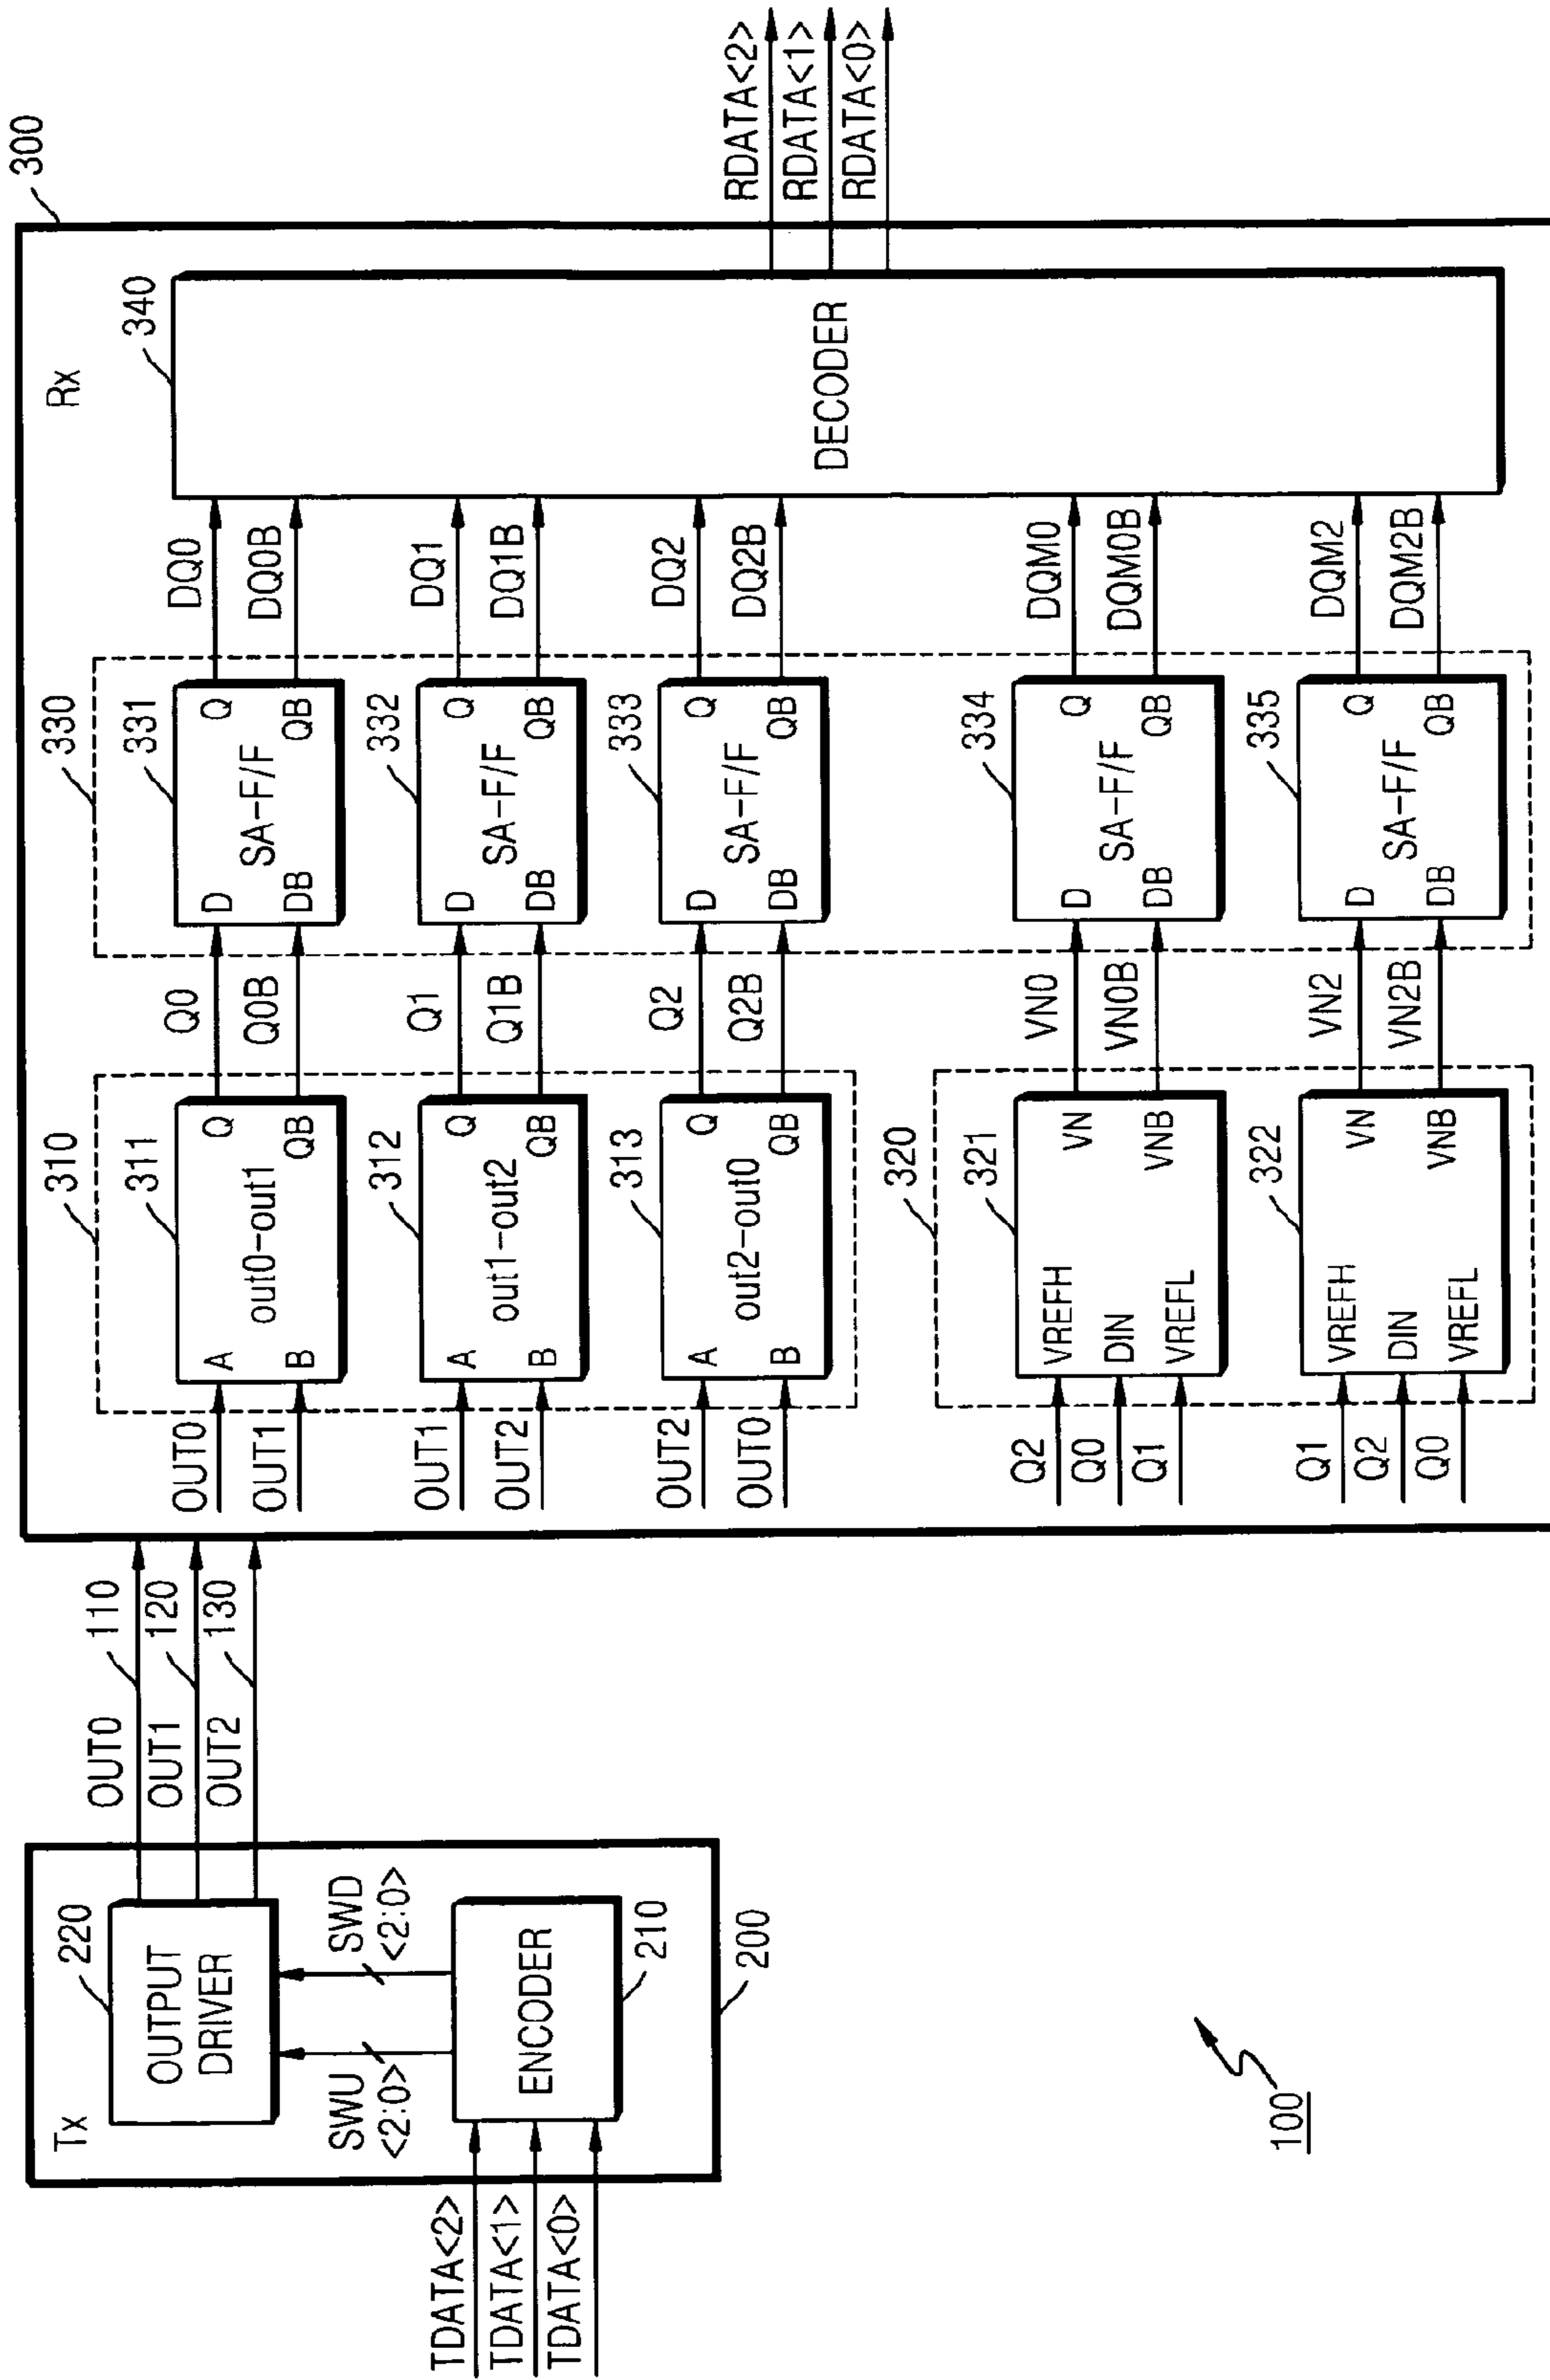 100
Tx
220
OUTPUT
DRIVER
SWU
<2:0>
SWD
<2:0>
ENCODER
210
200
TDATA<2>
TDATA<1>
TDATA<0>
OUT0
110
OUT1
120
OUT2
130
300
Rx
310
OUT0
A
311
out0-out1
Q
Q0
OUT1
B
QB
Q0B
OUT1
A
312
out1-out2
Q
Q1
OUT2
B
QB
Q1B
OUT2
A
313
out2-out0
Q
Q2
OUT0
B
QB
Q2B
320
321
Q2
VREFH
VN
VN0
Q0
DIN
Q1
VREFL
VNB
VN0B
322
Q1
VREFH
VN
VN2
Q2
DIN
Q0
VREFL
VNB
VN2B
330
331
D
Q
SA-F/F
DB
QB
DQ0
DQ0B
332
D
Q
SA-F/F
DB
QB
DQ1
DQ1B
333
D
Q
SA-F/F
DB
QB
DQ2
DQ2B
334
D
Q
SA-F/F
DB
QB
DQM0
DQM0B
335
D
Q
SA-F/F
DB
QB
DQM2
DQM2B
340
DECODER
RDATA<2>
RDATA<1>
RDATA<0>